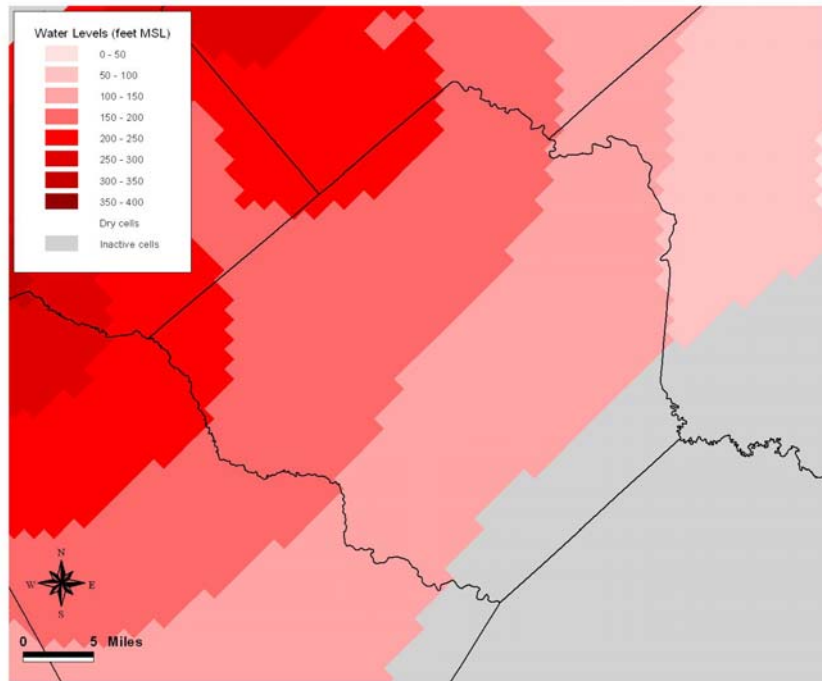 Water Levels (feet MSL)
0 - 50
50 - 100
100 - 150
150 - 200
200 - 250
250 - 300
300 - 350
350 - 400
Dry cells
Inactive cells
N
W E
S
0 5 Miles